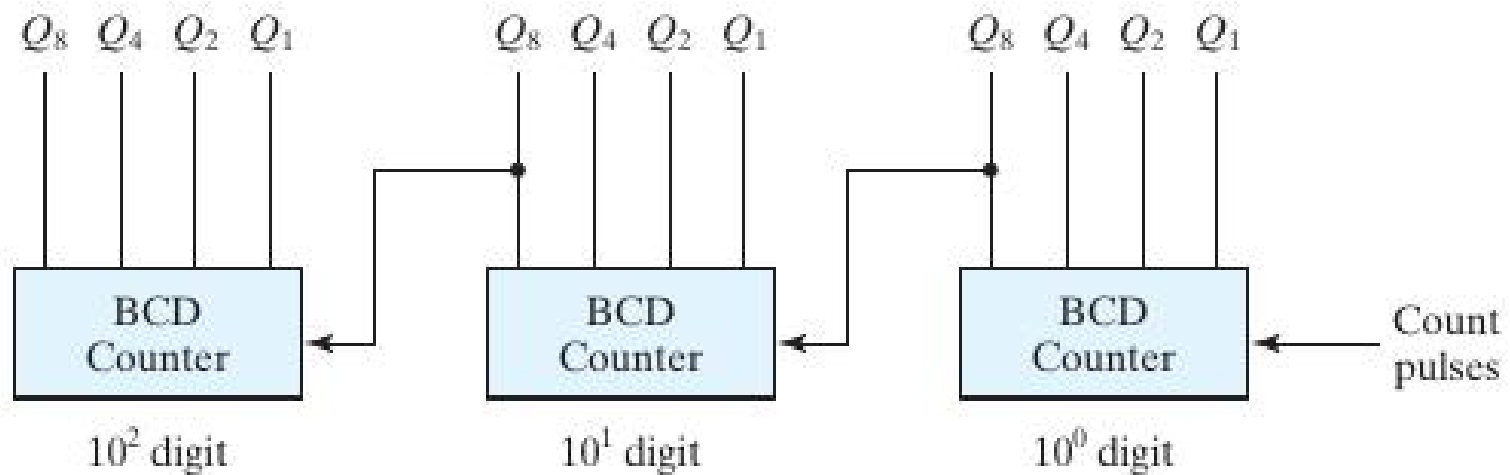 Q₈ Q₄ Q₂ Q₁ Q₈ Q₄ Q₂ Q₁ Q₈ Q₄ Q₂ Q₁
BCD
Counter
BCD
Counter
BCD
Counter
Count
pulses
10² digit
10¹ digit
10⁰ digit